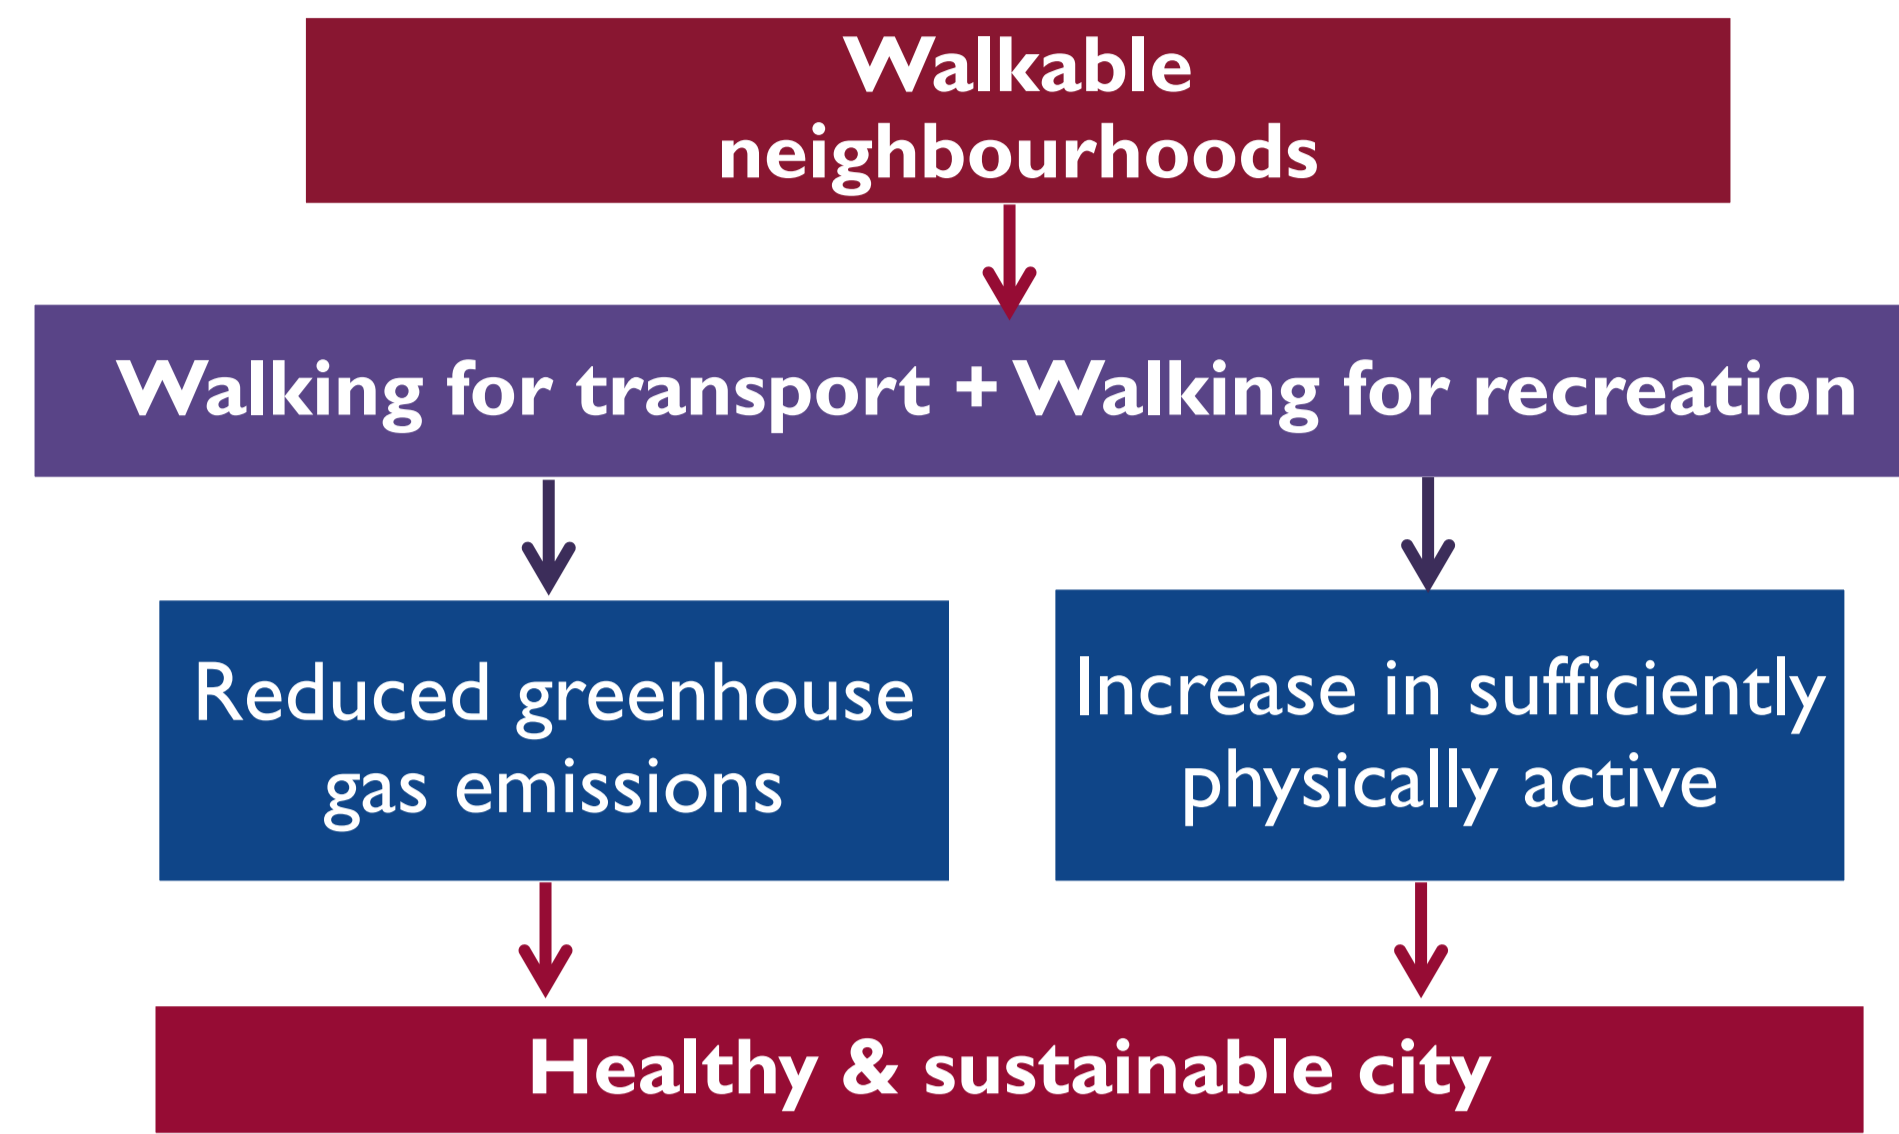 Walkable
neighbourhoods
Walking for transport + Walking for recreation
Reduced greenhouse
gas emissions
Increase in sufficiently
physically active
Healthy & sustainable city